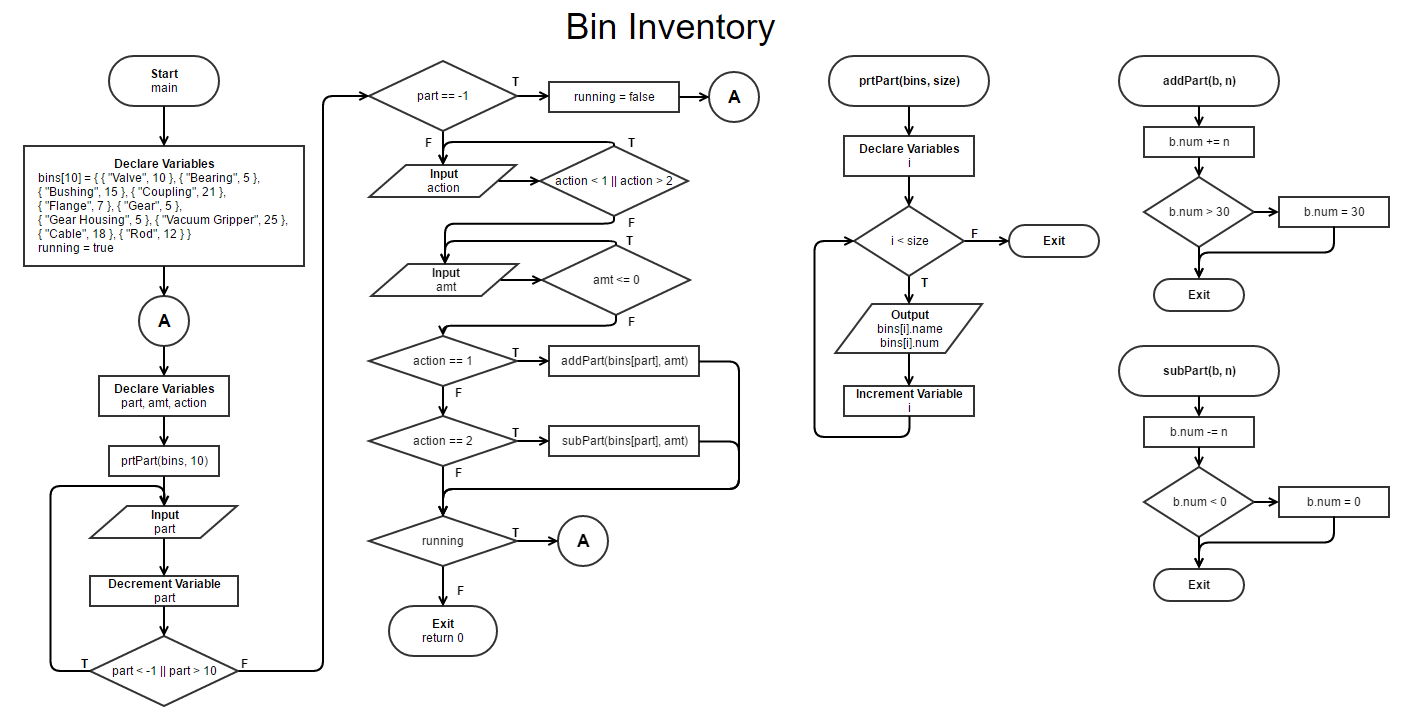 Bin Inventory
Start
main
Declare Variables
bins[10] = { { "Valve", 10 }, { "Bearing", 5 },
{ "Bushing", 15 }, { "Coupling", 21 },
{ "Flange", 7 }, { "Gear", 5 },
{ "Gear Housing", 5 }, { "Vacuum Gripper", 25 },
{ "Cable", 18 }, { "Rod", 12 } }
running = true
A
Declare Variables
part, amt, action
prtPart(bins, 10)
Input
part
Decrement Variable
part
part < -1 || part > 10
T
F
part == -1
T
running = false
A
F
Input
action
action < 1 || action > 2
T
F
Input
amt
amt <= 0
T
F
action == 1
T
addPart(bins[part], amt)
F
action == 2
T
subPart(bins[part], amt)
F
running
T
A
F
Exit
return 0
prtPart(bins, size)
Declare Variables
i
i < size
F
Exit
T
Output
bins[i].name
bins[i].num
Increment Variable
i
addPart(b, n)
b.num += n
b.num > 30
b.num = 30
Exit
subPart(b, n)
b.num -= n
b.num < 0
b.num = 0
Exit